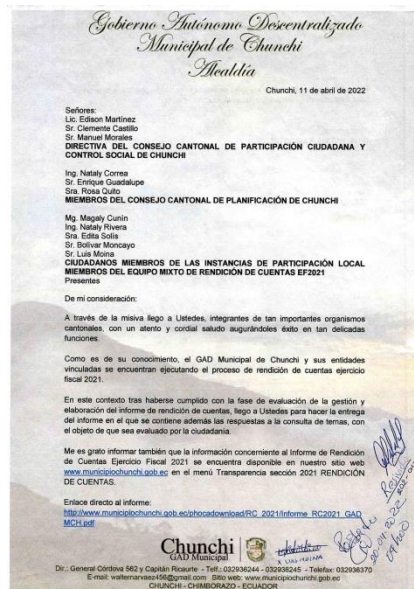 Gobierno Autónomo Descentralizado
Municipal de Chunchi
Alcaldía
Chunchi, 11 de abril de 2022
Señores:
Lic. Edison Martínez
Sr. Clemente Castillo
Sr. Manuel Morales
DIRECTIVA DEL CONSEJO CANTONAL DE PARTICIPACIÓN CIUDADANA Y
CONTROL SOCIAL DE CHUNCHI
Ing. Nataly Correa
Sr. Enrique Guadalupe
Sra. Rosa Quito
MIEMBROS DEL CONSEJO CANTONAL DE PLANIFICACIÓN DE CHUNCHI
Mg. Magaly Cunin
Ing. Nataly Rivera
Sra. Edita Solís
Sr. Bolívar Moncayo
Sr. Luis Moina
CIUDADANOS MIEMBROS DE LAS INSTANCIAS DE PARTICIPACIÓN LOCAL
MIEMBROS DEL EQUIPO MIXTO DE RENDICIÓN DE CUENTAS EF2021
Presentes
De mi consideración:
A través de la misiva llego a Ustedes, integrantes de tan importantes organismos
cantonales, con un atento y cordial saludo augurándoles éxito en tan delicadas
funciones.
Como es de su conocimiento, el GAD Municipal de Chunchi y sus entidades
vinculadas se encuentran ejecutando el proceso de rendición de cuentas ejercicio
fiscal 2021.
En este contexto tras haberse cumplido con la fase de evaluación de la gestión y
elaboración del informe de rendición de cuentas, llego a Ustedes para hacer la entrega
del informe en el que se contiene además las respuestas a la consulta de temas, con
el objeto de que sea evaluado por la ciudadanía.
Me es grato informar también que la información concerniente al Informe de Rendición
de Cuentas Ejercicio Fiscal 2021 se encuentra disponible en nuestro sitio web
www.municipiochunchi.gob.ec en el menú Transparencia sección 2021 RENDICIÓN
DE CUENTAS.
Enlace directo al informe:
http://www.municipiochunchi.gob.ec/phocadownload/RC_2021/Informe_RC2021_GAD
MCH.pdf
Chunchi
GAD Municipal
LUIS MOINA
Dir.: General Córdova 562 y Capitán Ricaurte - Telf.: 032936244 - 032936245 - Telefax: 032936370
E-mail: walternarvaez456@gmail.com Sitio web: www.municipiochunchi.gob.ec
CHUNCHI - CHIMBORAZO - ECUADOR